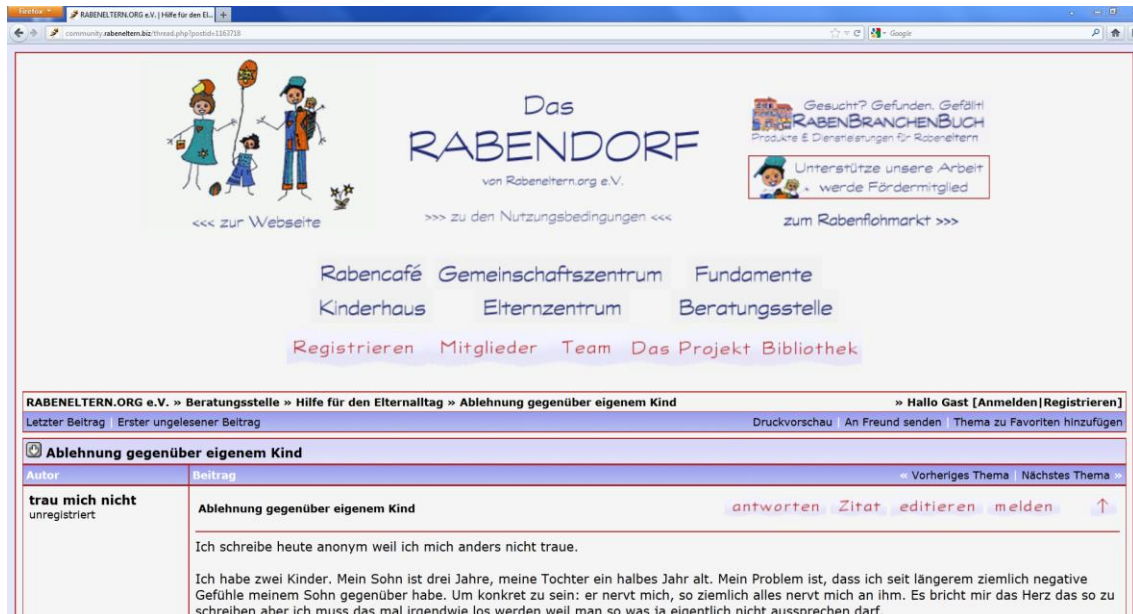 Firefox
RABENELTERN.ORG e.V. | Hilfe für den El...
community.rabeneltern.biz/thread.php?postid=1163718
Google
Das
RABENDORF
von Rabeneltern.org e.V.
<<< zur Webseite
>>> zu den Nutzungsbedingungen <<<
Gesucht? Gefunden. Gefällt!
RABENBRANCHENBUCH
Produkte & Dienstleistungen für Rabeneltern
Unterstütze unsere Arbeit
werde Fördermitglied
zum Rabenflohmarkt >>>
Rabencafé Gemeinschaftszentrum Fundamente
Kinderhaus Elternzentrum Beratungsstelle
Registrieren Mitglieder Team Das Projekt Bibliothek
RABENELTERN.ORG e.V. » Beratungsstelle » Hilfe für den Elternalltag » Ablehnung gegenüber eigenem Kind » Hallo Gast [Anmelden|Registrieren]
Letzter Beitrag | Erster ungelesener Beitrag Druckvorschau | An Freund senden | Thema zu Favoriten hinzufügen
Ablehnung gegenüber eigenem Kind
Autor Beitrag « Vorheriges Thema | Nächstes Thema »
trau mich nicht
unregistriert
Ablehnung gegenüber eigenem Kind antworten Zitat editieren melden ↑
Ich schreibe heute anonym weil ich mich anders nicht traue.
Ich habe zwei Kinder. Mein Sohn ist drei Jahre, meine Tochter ein halbes Jahr alt. Mein Problem ist, dass ich seit längerem ziemlich negative
Gefühle meinem Sohn gegenüber habe. Um konkret zu sein: er nervt mich, so ziemlich alles nervt mich an ihm. Es bricht mir das Herz das so zu
schreiben aber ich muss das mal irgendwie los werden weil man so was ja eigentlich nicht aussprechen darf.